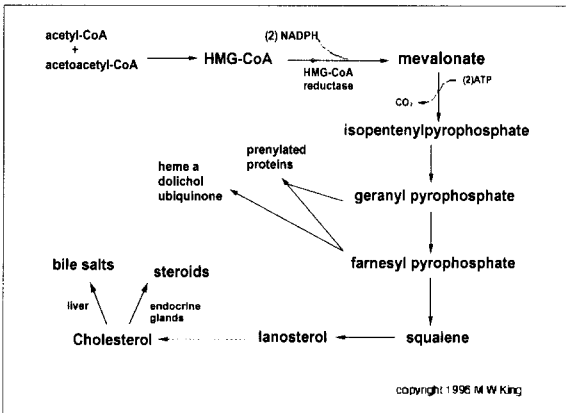 acetyl-CoA
+
acetoacetyl-CoA
HMG-CoA
(2) NADPH
HMG-CoA
reductase
mevalonate
(2)ATP
CO₂
isopentenylpyrophosphate
prenylated
proteins
heme a
dolichol
ubiquinone
geranyl pyrophosphate
farnesyl pyrophosphate
bile salts
steroids
liver
endocrine
glands
Cholesterol
lanosterol
squalene
copyright 1996 M W King